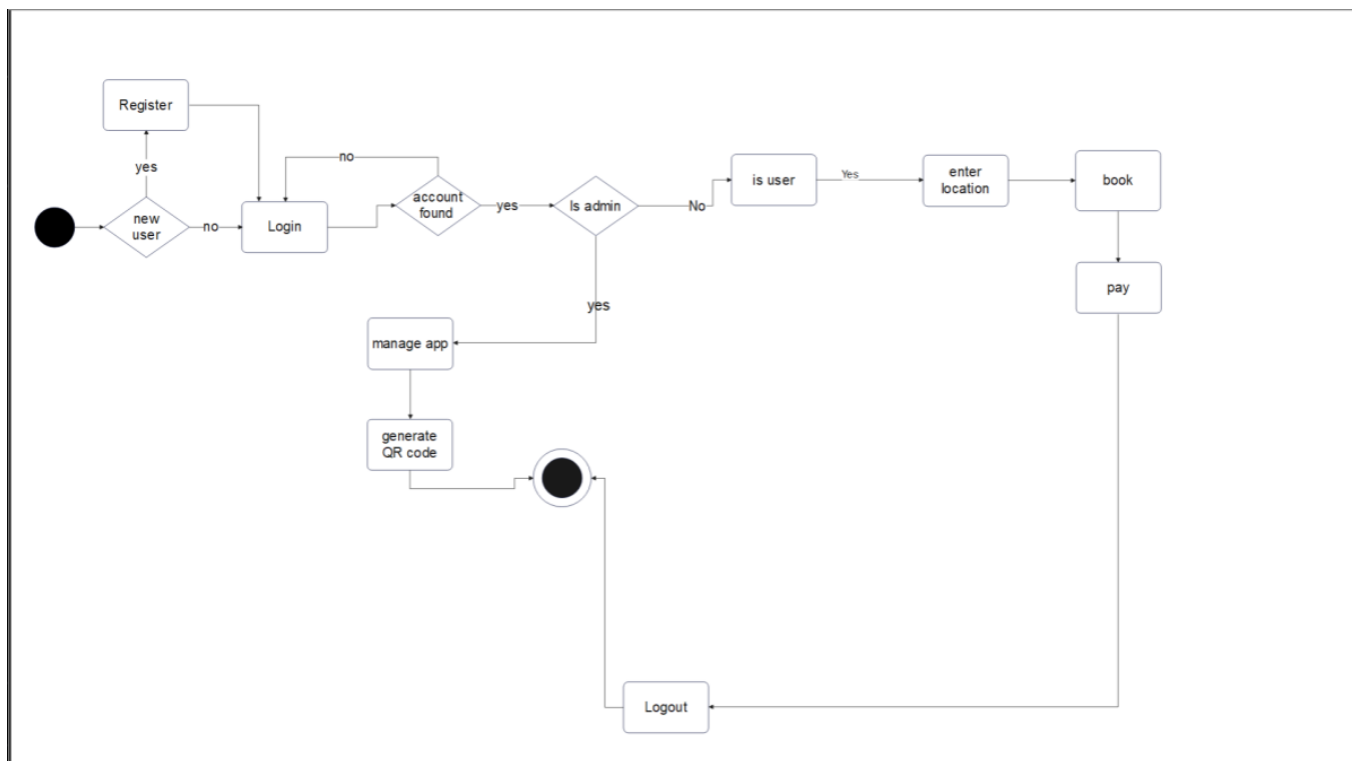 Register
yes
new
user
no
Login
no
account
found
yes
Is admin
No
is user
Yes
enter
location
book
pay
yes
manage app
generate
QR code
Logout